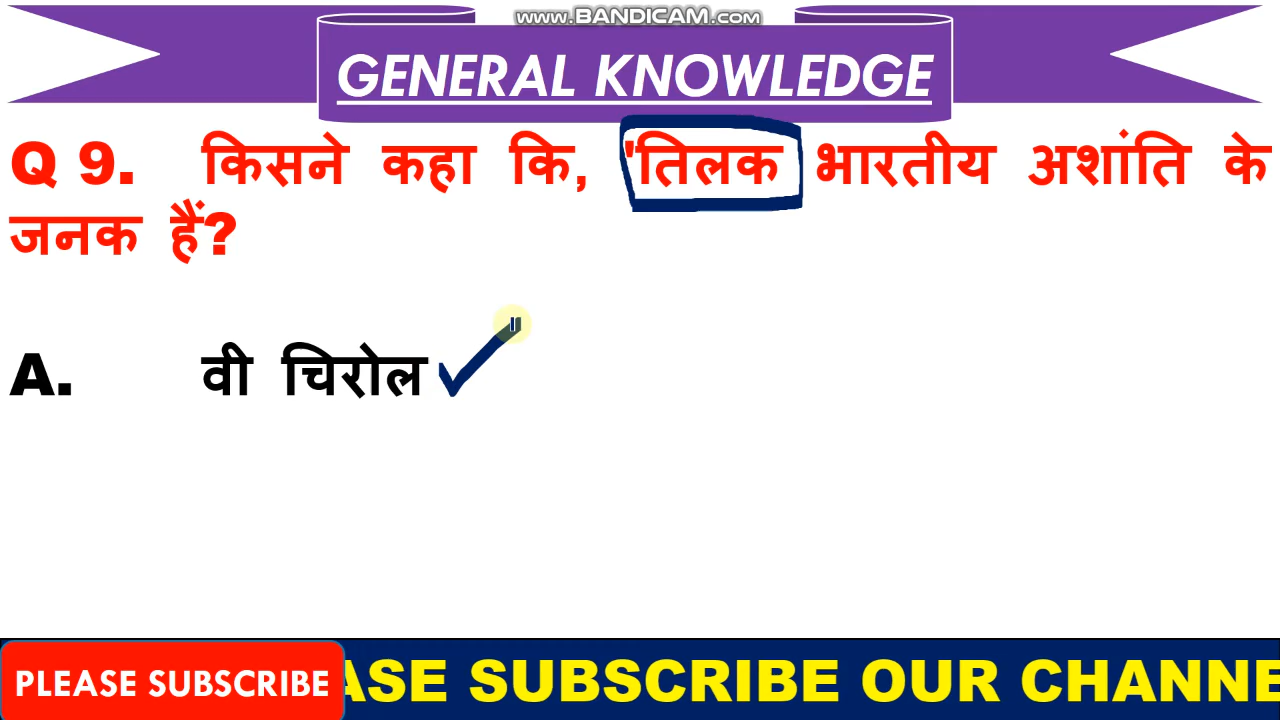 www.BANDICAM.com
GENERAL KNOWLEDGE
Q 9. किसने कहा कि, 'तिलक भारतीय अशांति के
जनक हैं?
A. वी चिरोल
PLEASE SUBSCRIBE
ASE SUBSCRIBE OUR CHANNE